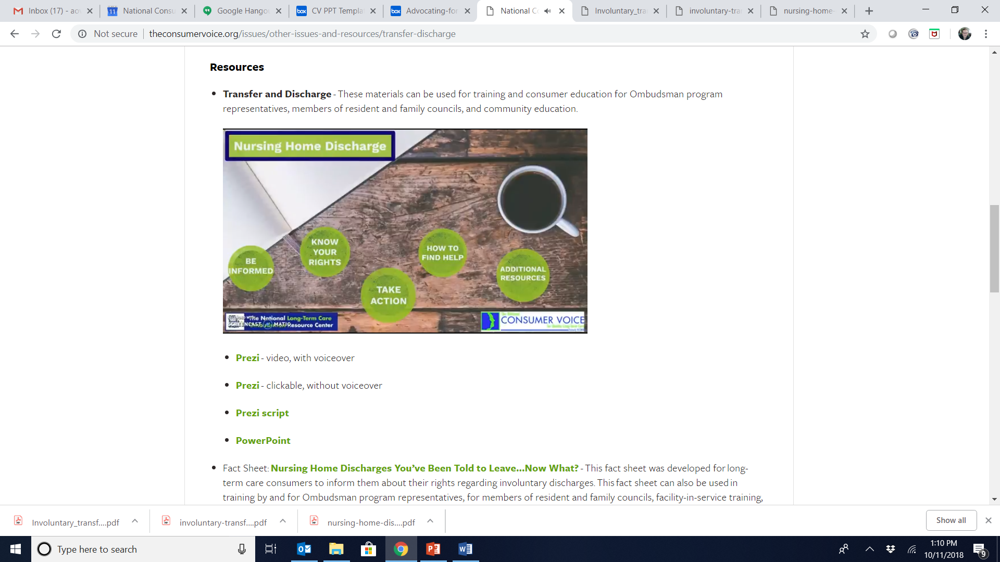 Inbox (17) - ao
National Consu
Google Hango
box
CV PPT Templa
box
Advocating-for
National C
Involuntary_tra
involuntary-tra
nursing-home-
11
Not secure
theconsumervoice.org/issues/other-issues-and-resources/transfer-discharge
Resources
Transfer and Discharge - These materials can be used for training and consumer education for Ombudsman program
representatives, members of resident and family councils, and community education.
Nursing Home Discharge
BE
INFORMED
KNOW
YOUR
RIGHTS
TAKE
ACTION
HOW TO
FIND HELP
ADDITIONAL
RESOURCES
The National Long-Term Care
Resource Center
SCREENCAST MATIC
CONSUMER VOICE
Prezi - video, with voiceover
Prezi - clickable, without voiceover
Prezi script
PowerPoint
Fact Sheet: Nursing Home Discharges You've Been Told to Leave...Now What? - This fact sheet was developed for long-
term care consumers to inform them about their rights regarding involuntary discharges. This fact sheet can also be used in
training by and for Ombudsman program representatives, for members of resident and family councils, facility-in-service training,
Involuntary_transf....pdf
involuntary-transf....pdf
nursing-home-dis....pdf
Show all
Type here to search
1:10 PM
10/11/2018
9